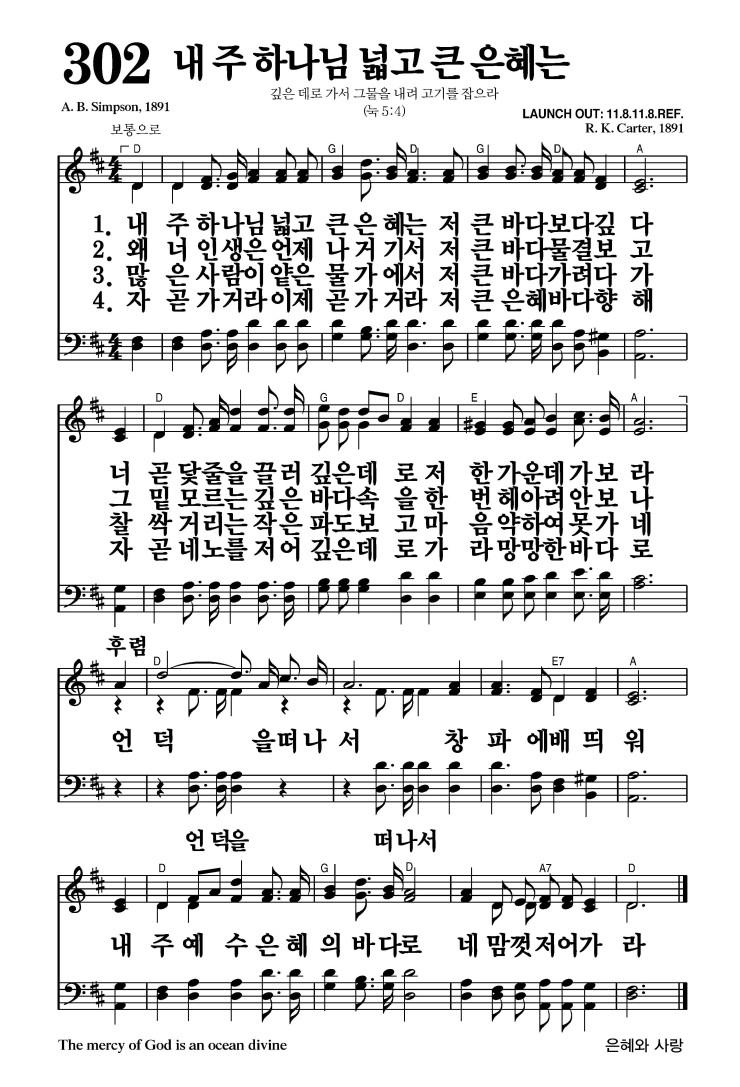 302 내 주 하나님 넓고 큰 은혜는
깊은 데로 가서 그물을 내려 고기를 잡으라
(눅 5:4)
A. B. Simpson, 1891
LAUNCH OUT: 11.8.11.8.REF.
R. K. Carter, 1891
보통으로
D G D G D A
1. 내 주 하나님 넓고 큰 은 혜는 저 큰 바다보다깊 다
2. 왜 너 인생은언제 나 거 기서 저 큰 바다물결보 고
3. 많 은 사람이 얕은 물 가 에서 저 큰 바다가려다 가
4. 자 곧 가 거라이제 곧 가 거라 저 큰 은혜바다향 해
D G D E A
너 곧 닻줄을 끌 러 깊은데 로 저 한 가운데 가 보 라
그 밑 모르는 깊 은 바다속 을 한 번 헤아려 안 보 나
찰 싹 거리는 작 은 파도보 고 마 음 약하여 못 가 네
자 곧 네노를 저 어 깊은데 로 가 라 망망한 바 다 로
후렴
D E7 A
언 덕 을떠나 서 창 파 에배 띄 워
언 덕을 떠나서
D G D A7 D
내 주 예 수 은 혜 의 바 다로 네 맘껏 저어가 라
The mercy of God is an ocean divine
은혜와 사랑